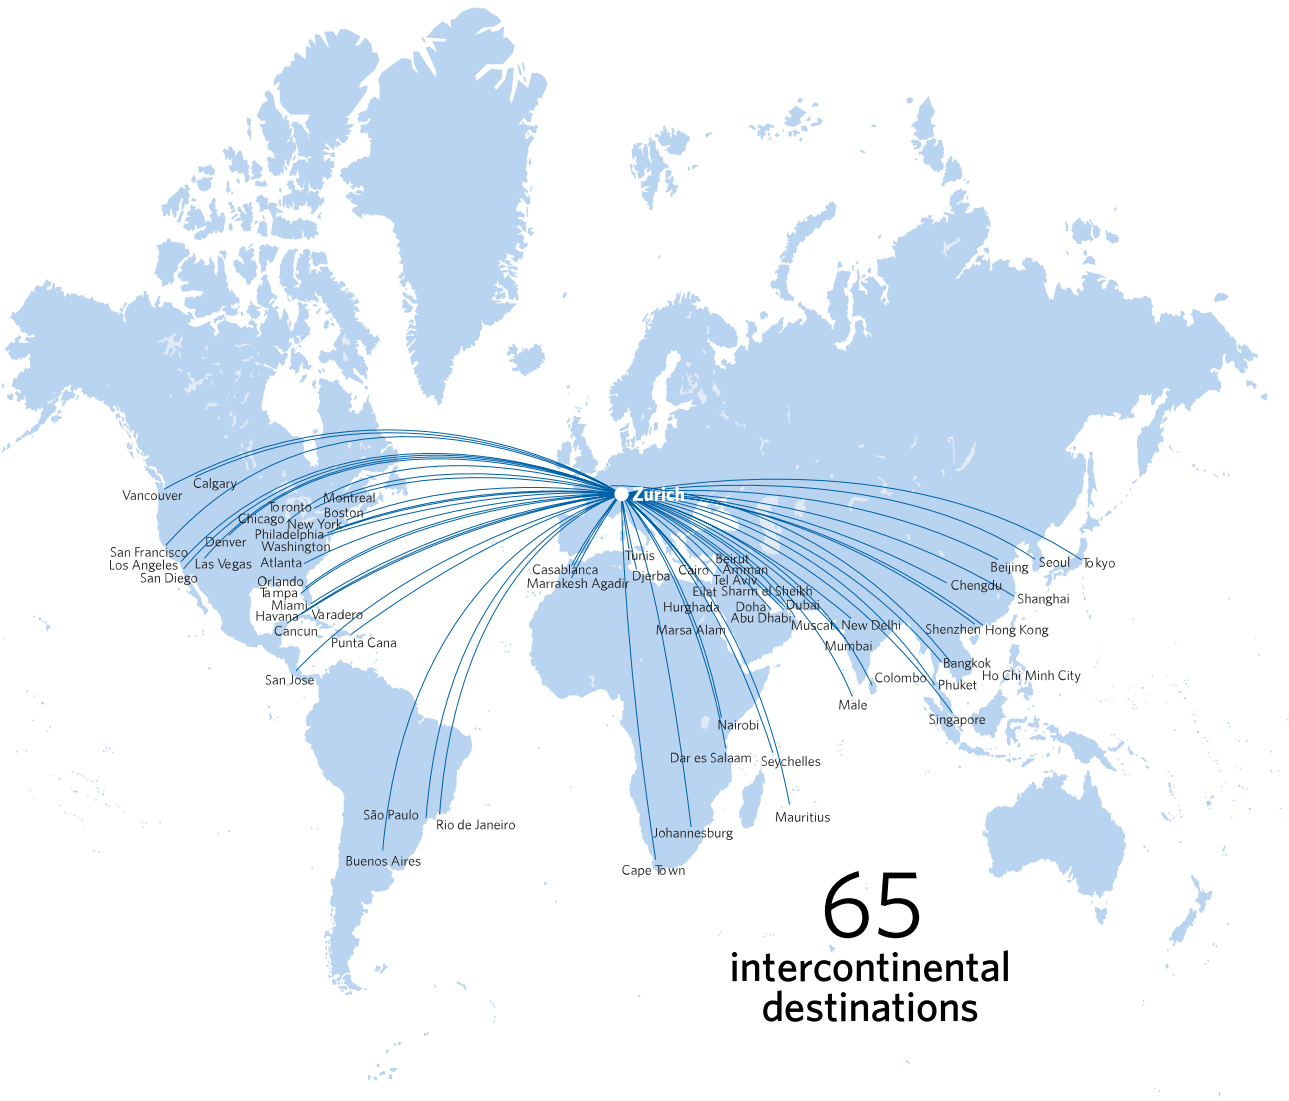 Zurich
Vancouver
Calgary
Montreal
Toronto
Boston
Chicago
New York
Philadelphia
Denver
Washington
San Francisco
Los Angeles
Las Vegas
Atlanta
San Diego
Orlando
Tampa
Miami
Havana
Varadero
Cancun
Punta Cana
San Jose
São Paulo
Rio de Janeiro
Buenos Aires
Tunis
Casablanca
Djerba
Marrakesh Agadir
Beirut
Cairo
Amman
Tel Aviv
Eilat
Sharm el Sheikh
Hurghada
Doha
Dubai
Abu Dhabi
Marsa Alam
Muscat
New Delhi
Mumbai
Colombo
Male
Nairobi
Dar es Salaam
Seychelles
Mauritius
Johannesburg
Cape Town
Beijing
Seoul
Tokyo
Chengdu
Shanghai
Shenzhen
Hong Kong
Bangkok
Ho Chi Minh City
Phuket
Singapore
65
intercontinental
destinations